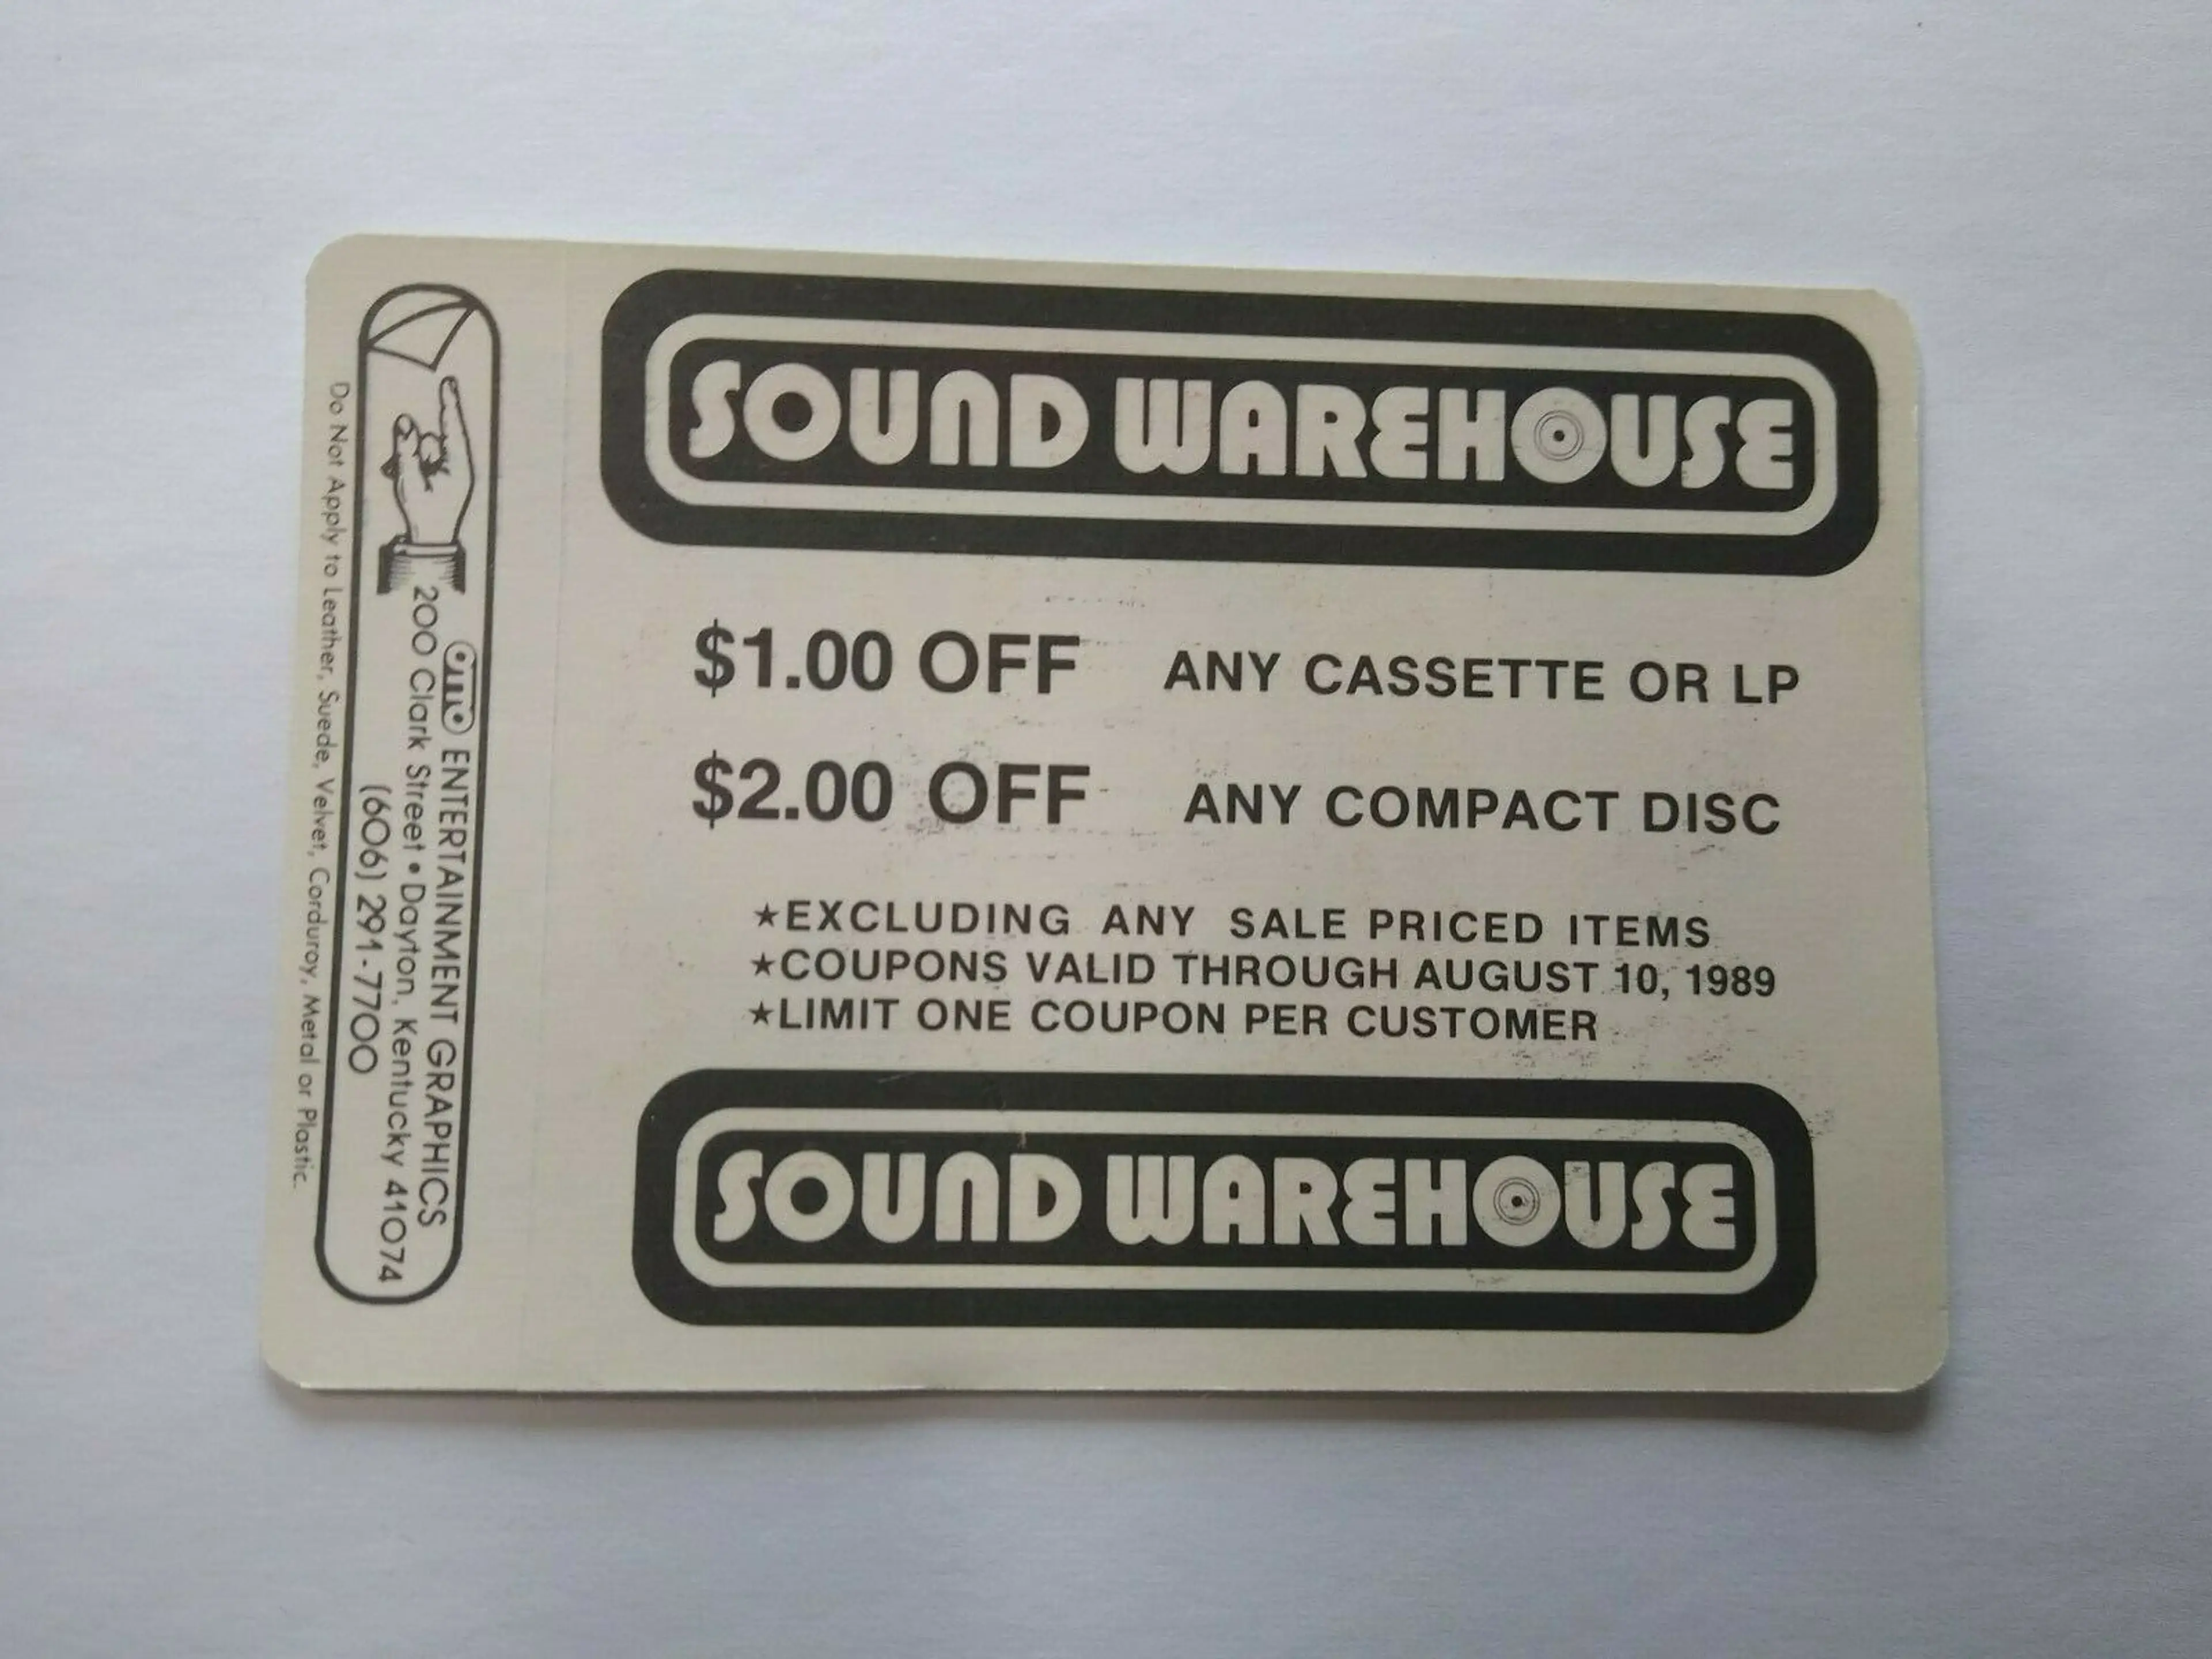 SOUND WAREHOUSE
$1.00 OFF ANY CASSETTE OR LP
$2.00 OFF ANY COMPACT DISC
★EXCLUDING ANY SALE PRICED ITEMS
★COUPONS VALID THROUGH AUGUST 10, 1989
★LIMIT ONE COUPON PER CUSTOMER
SOUND WAREHOUSE
OTTO ENTERTAINMENT GRAPHICS
200 Clark Street • Dayton, Kentucky 41074
(606) 291-7700
Do Not Apply to Leather, Suede, Velvet, Corduroy, Metal or Plastic.